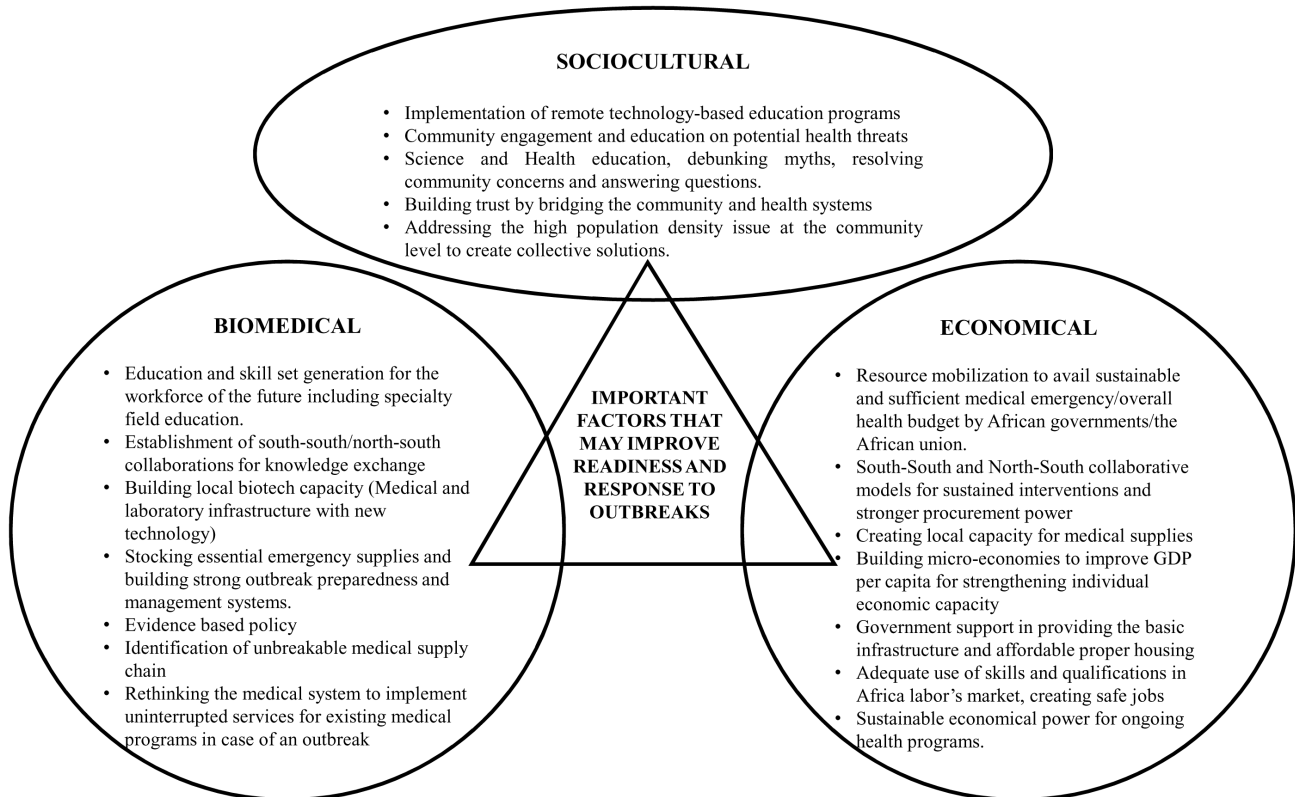 SOCIOCULTURAL
• Implementation of remote technology-based education programs
• Community engagement and education on potential health threats
• Science and Health education, debunking myths, resolving
community concerns and answering questions.
• Building trust by bridging the community and health systems
• Addressing the high population density issue at the community
level to create collective solutions.
BIOMEDICAL
• Education and skill set generation for the
workforce of the future including specialty
field education.
• Establishment of south-south/north-south
collaborations for knowledge exchange
• Building local biotech capacity (Medical and
laboratory infrastructure with new
technology)
• Stocking essential emergency supplies and
building strong outbreak preparedness and
management systems.
• Evidence based policy
• Identification of unbreakable medical supply
chain
• Rethinking the medical system to implement
uninterrupted services for existing medical
programs in case of an outbreak
IMPORTANT
FACTORS THAT
MAY IMPROVE
READINESS AND
RESPONSE TO
OUTBREAKS
ECONOMICAL
• Resource mobilization to avail sustainable
and sufficient medical emergency/overall
health budget by African governments/the
African union.
• South-South and North-South collaborative
models for sustained interventions and
stronger procurement power
• Creating local capacity for medical supplies
• Building micro-economies to improve GDP
per capita for strengthening individual
economic capacity
• Government support in providing the basic
infrastructure and affordable proper housing
• Adequate use of skills and qualifications in
Africa labor's market, creating safe jobs
• Sustainable economical power for ongoing
health programs.